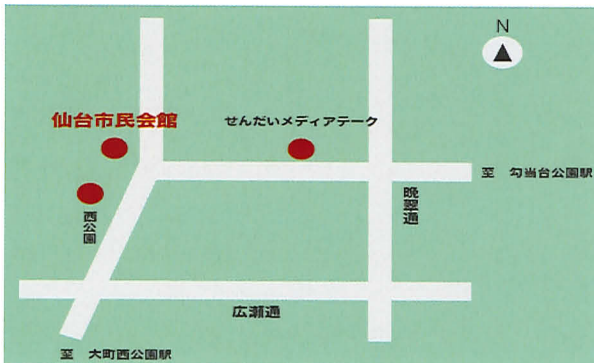 N
仙台市民会館
せんだいメディアテーク
至 勾当台公園駅
晩翠通
西公園
広瀬通
至 大町西公園駅